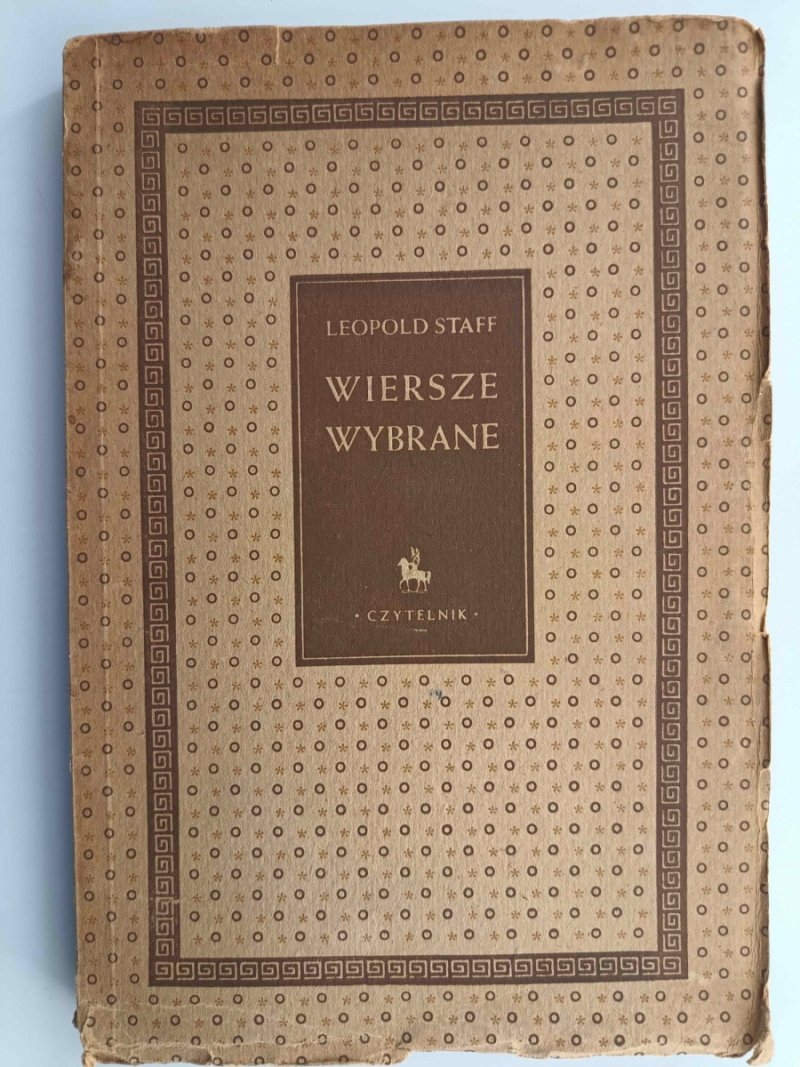 LEOPOLD STAFF
WIERSZE
WYBRANE
• CZYTELNIK •